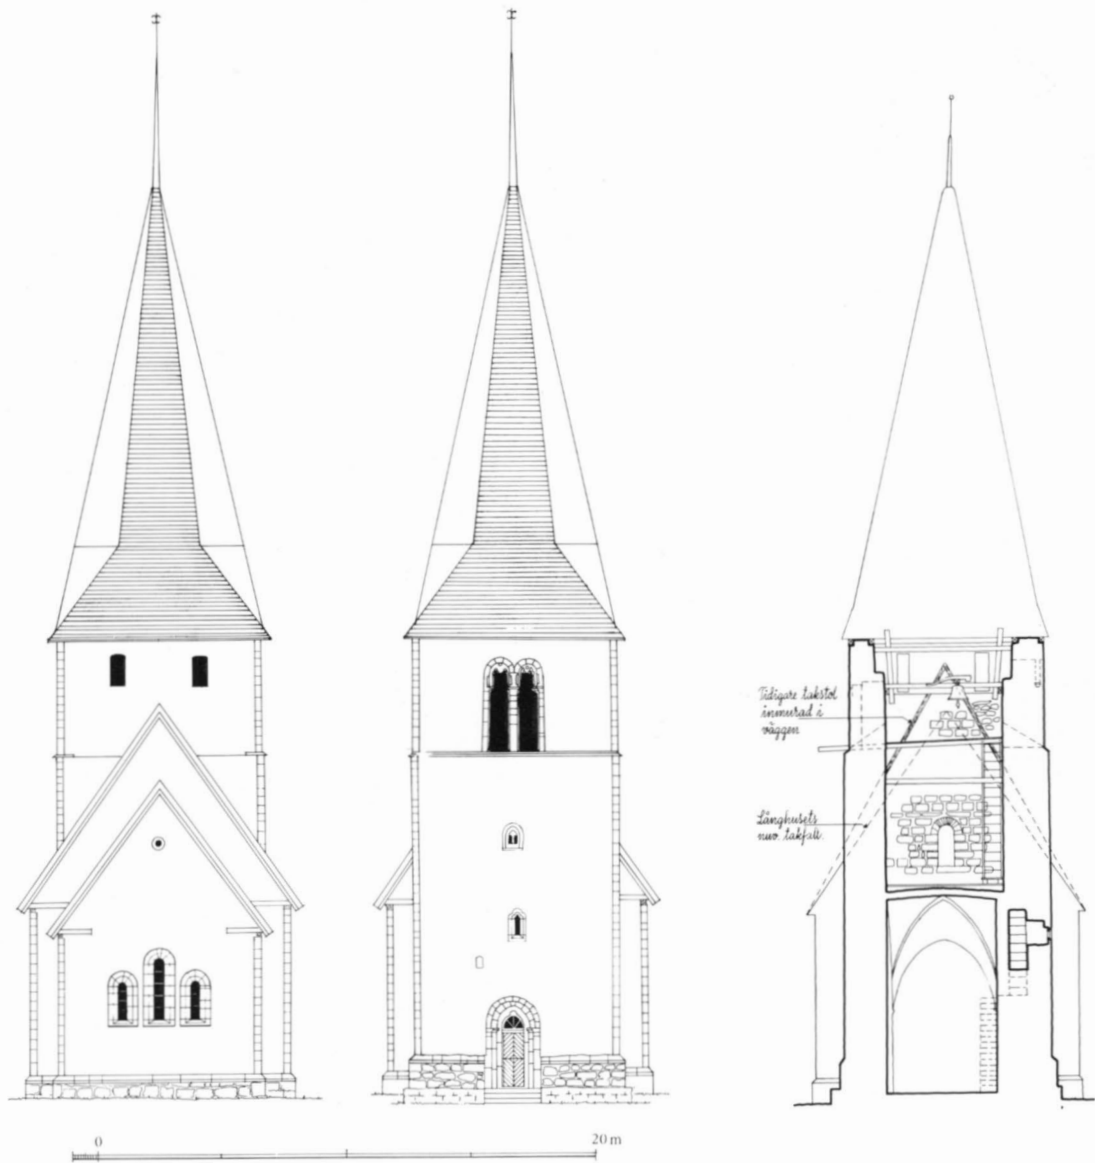 Tidigare takstol
inmurad i
väggen
Långhusets
nuv. takfall.
0 20 m